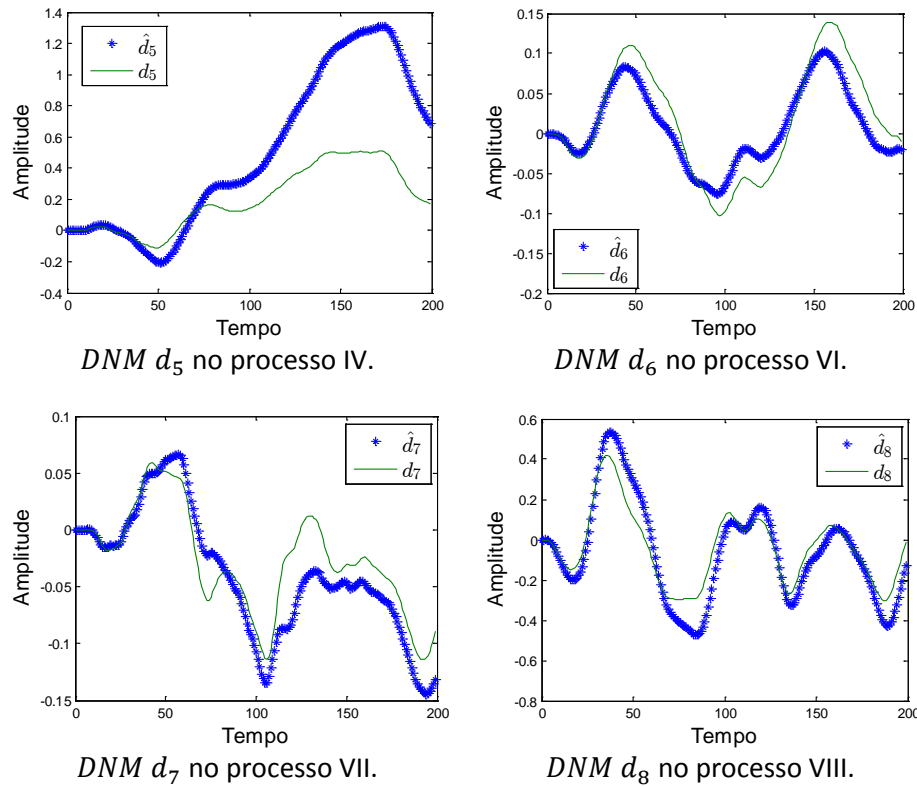 1.4
1.2
1
0.8
0.6
0.4
0.2
0
-0.2
-0.4
0 50 100 150 200
Amplitude
Tempo
d̂5
d5
DNM d5 no processo IV.
0.15
0.1
0.05
0
-0.05
-0.1
-0.15
-0.2
0 50 100 150 200
Amplitude
Tempo
d̂6
d6
DNM d6 no processo VI.
0.1
0.05
0
-0.05
-0.1
-0.15
0 50 100 150 200
Amplitude
Tempo
d̂7
d7
DNM d7 no processo VII.
0.6
0.4
0.2
0
-0.2
-0.4
-0.6
-0.8
0 50 100 150 200
Amplitude
Tempo
d̂8
d8
DNM d8 no processo VIII.